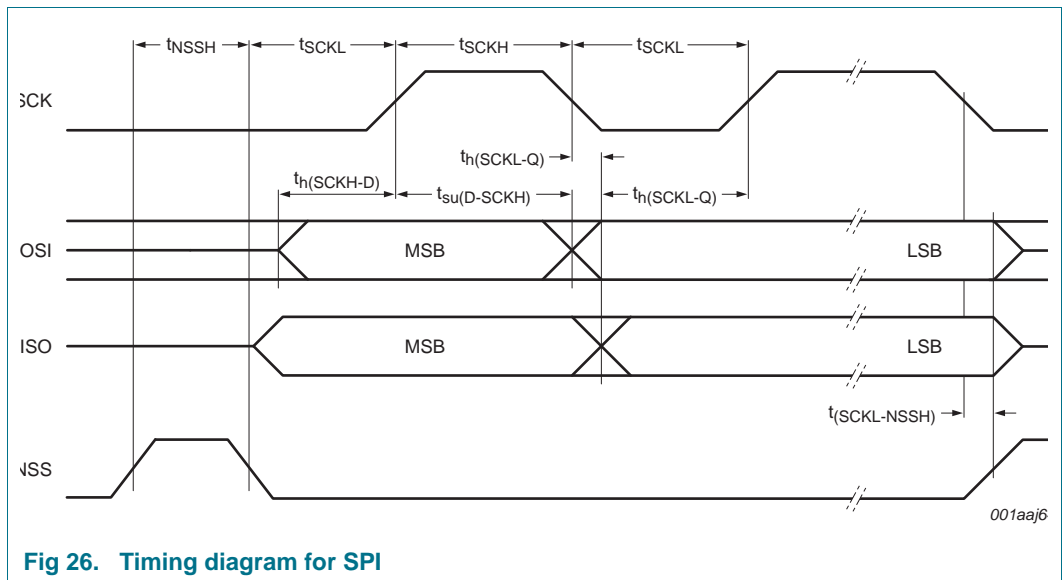 tNSSH tSCKL tSCKH tSCKL
SCK
th(SCKL-Q)
th(SCKH-D)
tsu(D-SCKH) th(SCKL-Q)
OSI MSB LSB
ISO MSB LSB
t(SCKL-NSSH)
NSS
001aaj6
Fig 26. Timing diagram for SPI